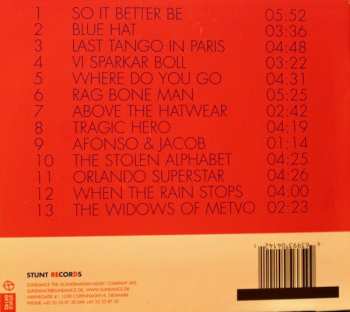 1 SO IT BETTER BE 05:52
2 BLUE HAT 03:36
3 LAST TANGO IN PARIS 04:48
4 VI SPARKAR BOLL 03:22
5 WHERE DO YOU GO 04.31
6 RAG BONE MAN 05:25
7 ABOVE THE HATWEAR 02:42
8 TRAGIC HERO 04:19
9 AFONSO & JACOB 01:14
10 THE STOLEN ALPHABET 04:25
11 ORLANDO SUPERSTAR 04:26
12 WHEN THE RAIN STOPS 04.00
13 THE WIDOWS OF METVO 02:23
STUNT RECORDS